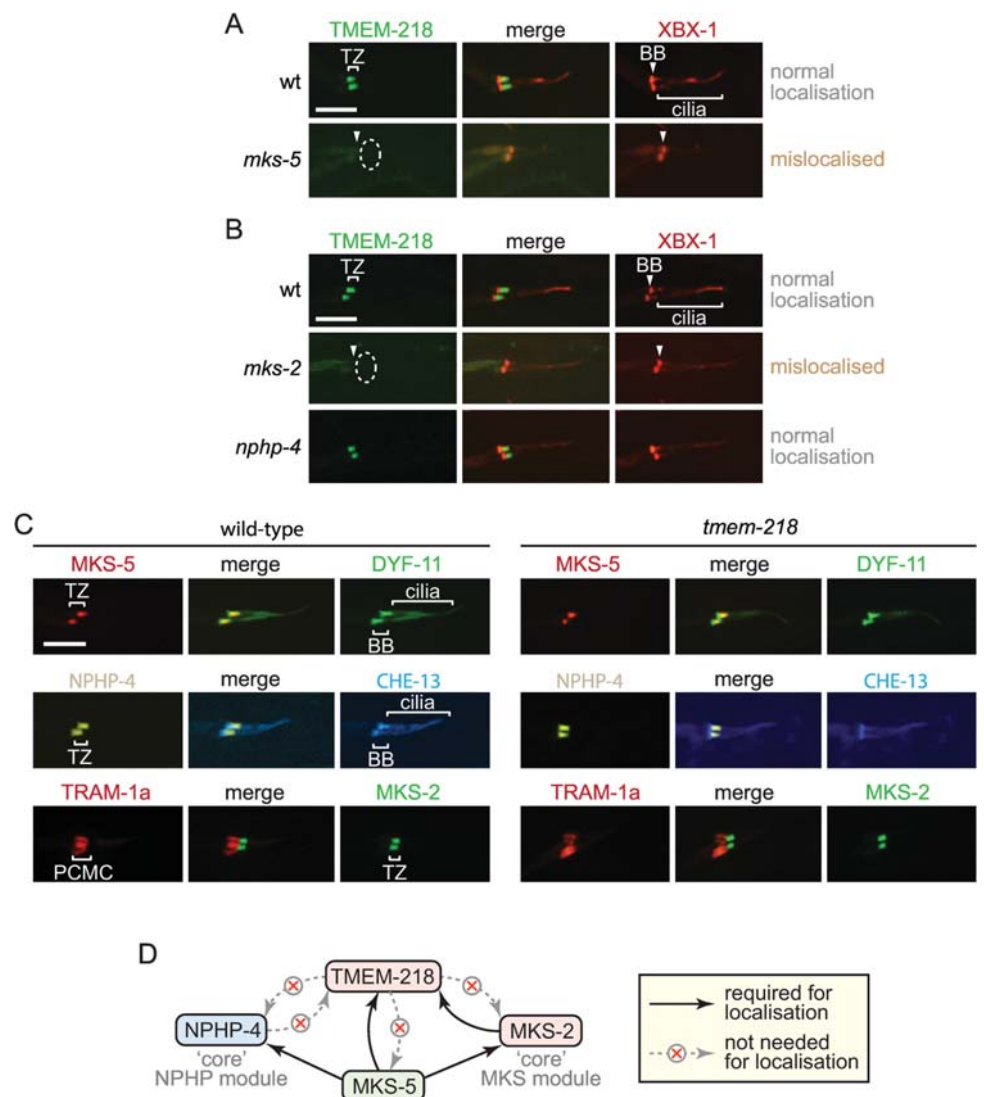 A
TMEM-218 merge XBX-1
TZ BB
wt
cilia
normal
localisation
mks-5
mislocalised
B
TMEM-218 merge XBX-1
TZ BB
wt
cilia
normal
localisation
mks-2
mislocalised
nphp-4
normal
localisation
C
wild-type tmem-218
MKS-5 merge DYF-11 MKS-5 merge DYF-11
TZ cilia
BB
NPHP-4 merge CHE-13 NPHP-4 merge CHE-13
cilia
TZ BB
TRAM-1a merge MKS-2 TRAM-1a merge MKS-2
PCMC TZ
D
TMEM-218
NPHP-4
'core'
NPHP module
MKS-5
MKS-2
'core'
MKS module
required for
localisation
not needed
for localisation